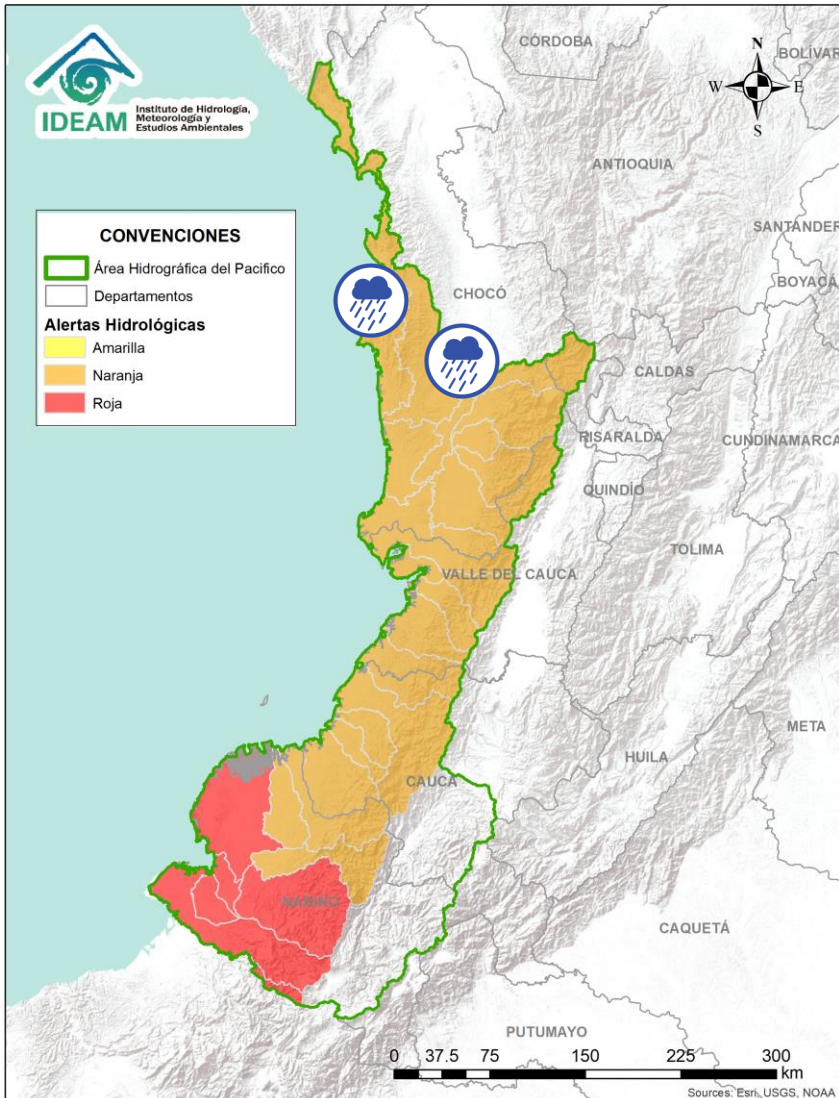 IDEAM
Instituto de Hidrología,
Meteorología y
Estudios Ambientales
N
W
E
S
CÓRDOBA
BOLÍVAR
ANTIOQUIA
SANTANDER
BOYACÁ
CONVENCIONES
Área Hidrográfica del Pacifico
Departamentos
Alertas Hidrológicas
Amarilla
Naranja
Roja
CHOCÓ
CALDAS
RISARALDA
CUNDINAMARCA
QUINDÍO
TOLIMA
VALLE DEL CAUCA
META
HUILA
CAUCA
NARIÑO
CAQUETÁ
PUTUMAYO
0 37.5 75 150 225 300
km
Sources: Esri, USGS, NOAA